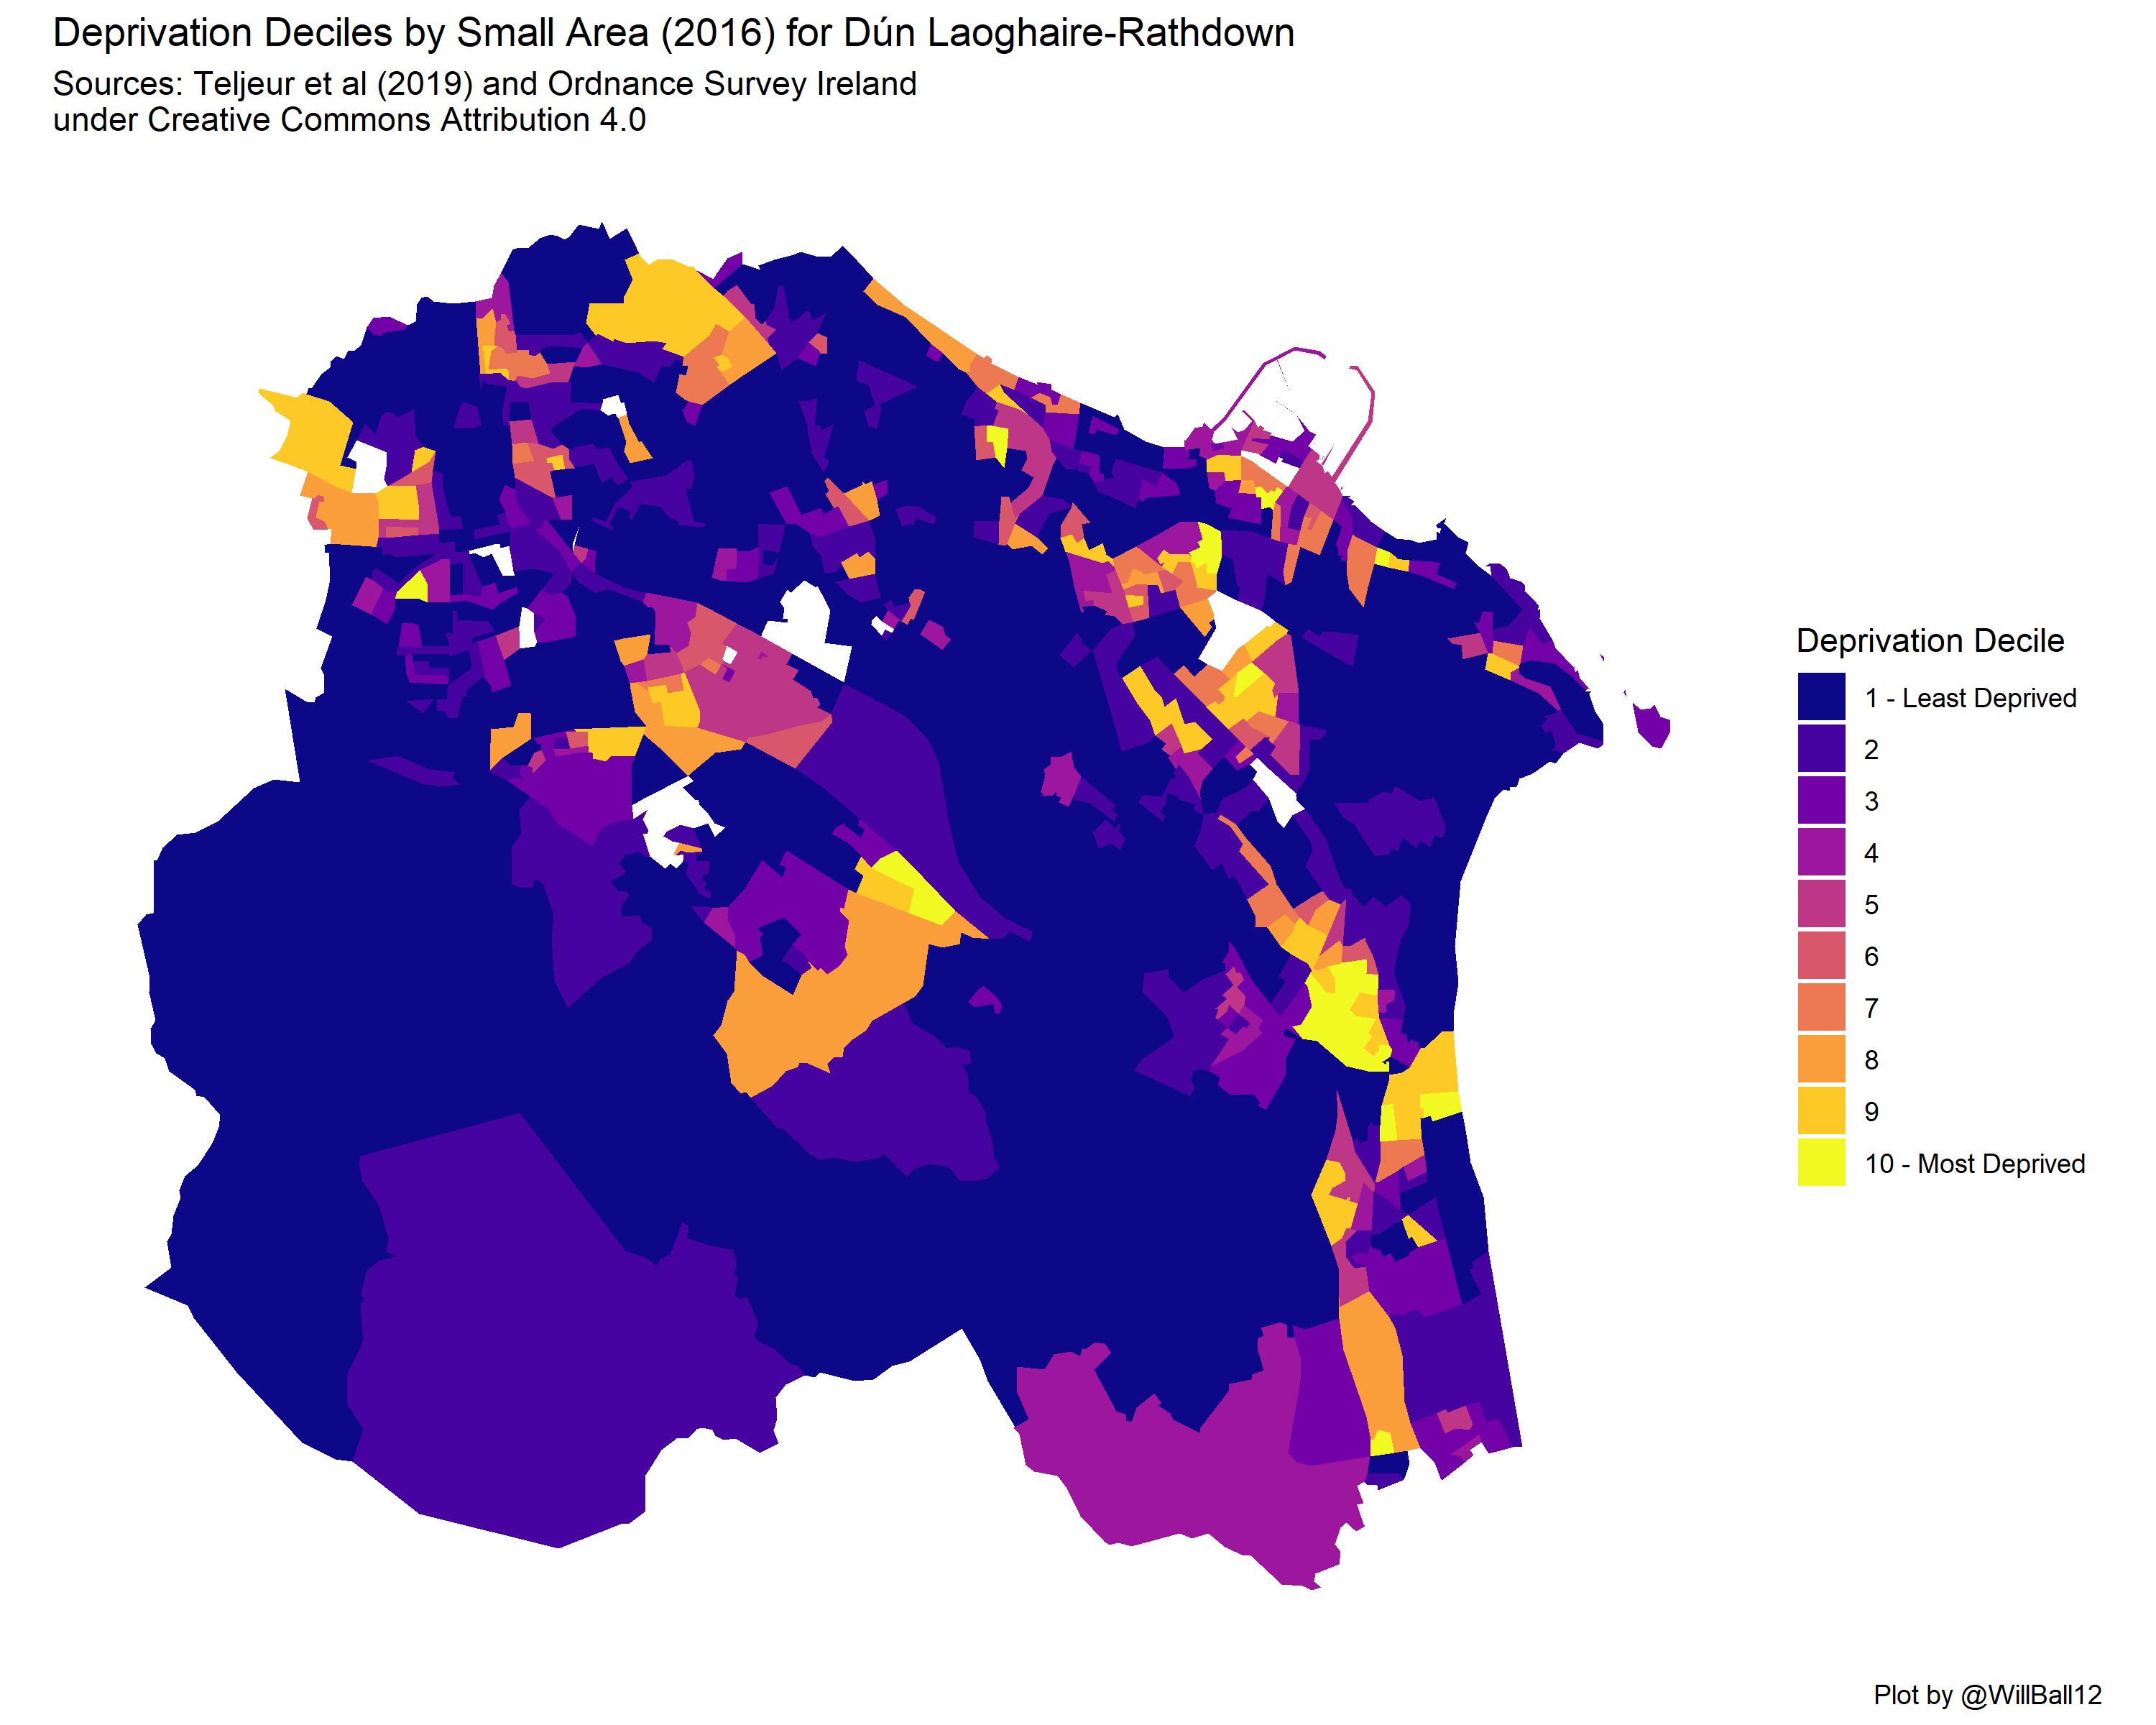 Deprivation Deciles by Small Area (2016) for Dún Laoghaire-Rathdown
Sources: Teljeur et al (2019) and Ordnance Survey Ireland
under Creative Commons Attribution 4.0
Deprivation Decile
1 - Least Deprived
2
3
4
5
6
7
8
9
10 - Most Deprived
Plot by @WillBall12